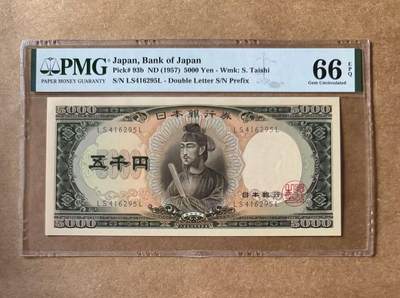 PMG
PAPER MONEY GUARANTY
Japan, Bank of Japan
Pick# 93b ND (1957) 5000 Yen - Wmk: S. Taishi
S/N LS416295L - Double Letter S/N Prefix
66 EPQ
Gem Uncirculated
5000 日本銀行券 5000
LS416295L
LS416295L
五千円
日本銀行
5000 5000